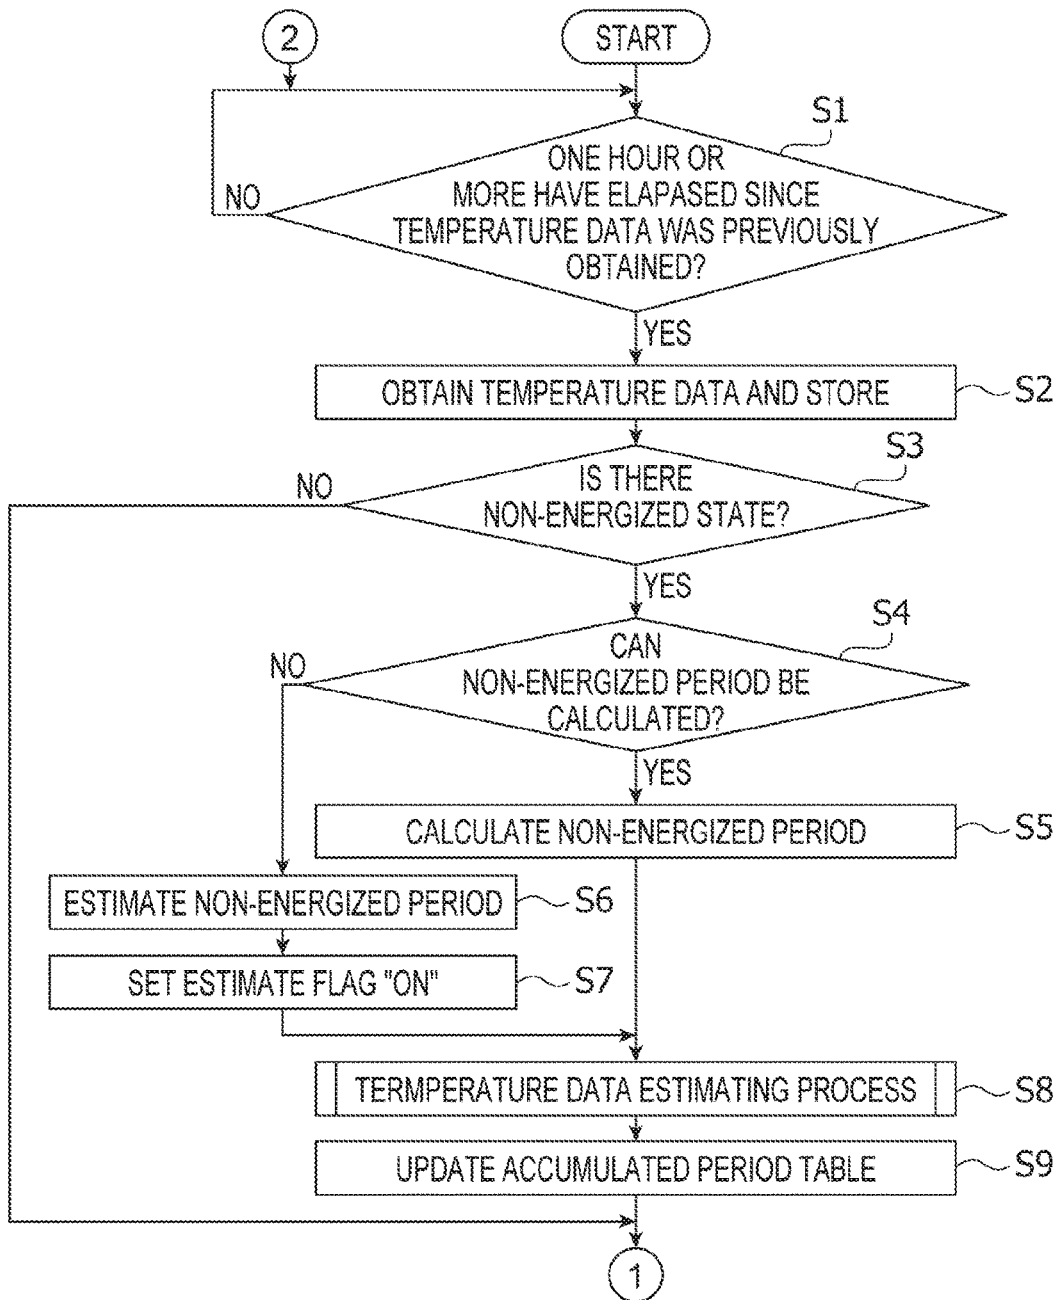 2
START
S1
ONE HOUR OR
MORE HAVE ELAPASED SINCE
TEMPERATURE DATA WAS PREVIOUSLY
OBTAINED?
NO
YES
OBTAIN TEMPERATURE DATA AND STORE
S2
S3
IS THERE
NON-ENERGIZED STATE?
NO
YES
S4
CAN
NON-ENERGIZED PERIOD BE
CALCULATED?
NO
YES
CALCULATE NON-ENERGIZED PERIOD
S5
ESTIMATE NON-ENERGIZED PERIOD
S6
SET ESTIMATE FLAG "ON"
S7
TERMPERATURE DATA ESTIMATING PROCESS
S8
UPDATE ACCUMULATED PERIOD TABLE
S9
1